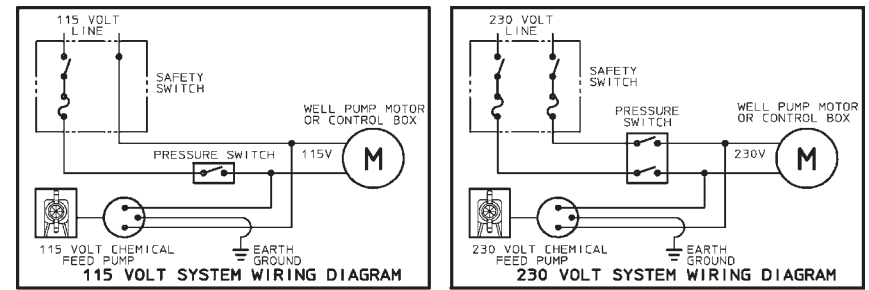 115 VOLT
LINE
SAFETY
SWITCH
WELL PUMP MOTOR
OR CONTROL BOX
PRESSURE SWITCH
115V
M
115 VOLT CHEMICAL
FEED PUMP
EARTH
GROUND
115 VOLT SYSTEM WIRING DIAGRAM
230 VOLT
LINE
SAFETY
SWITCH
PRESSURE
SWITCH
WELL PUMP MOTOR
OR CONTROL BOX
230V
M
230 VOLT CHEMICAL
FEED PUMP
EARTH
GROUND
230 VOLT SYSTEM WIRING DIAGRAM